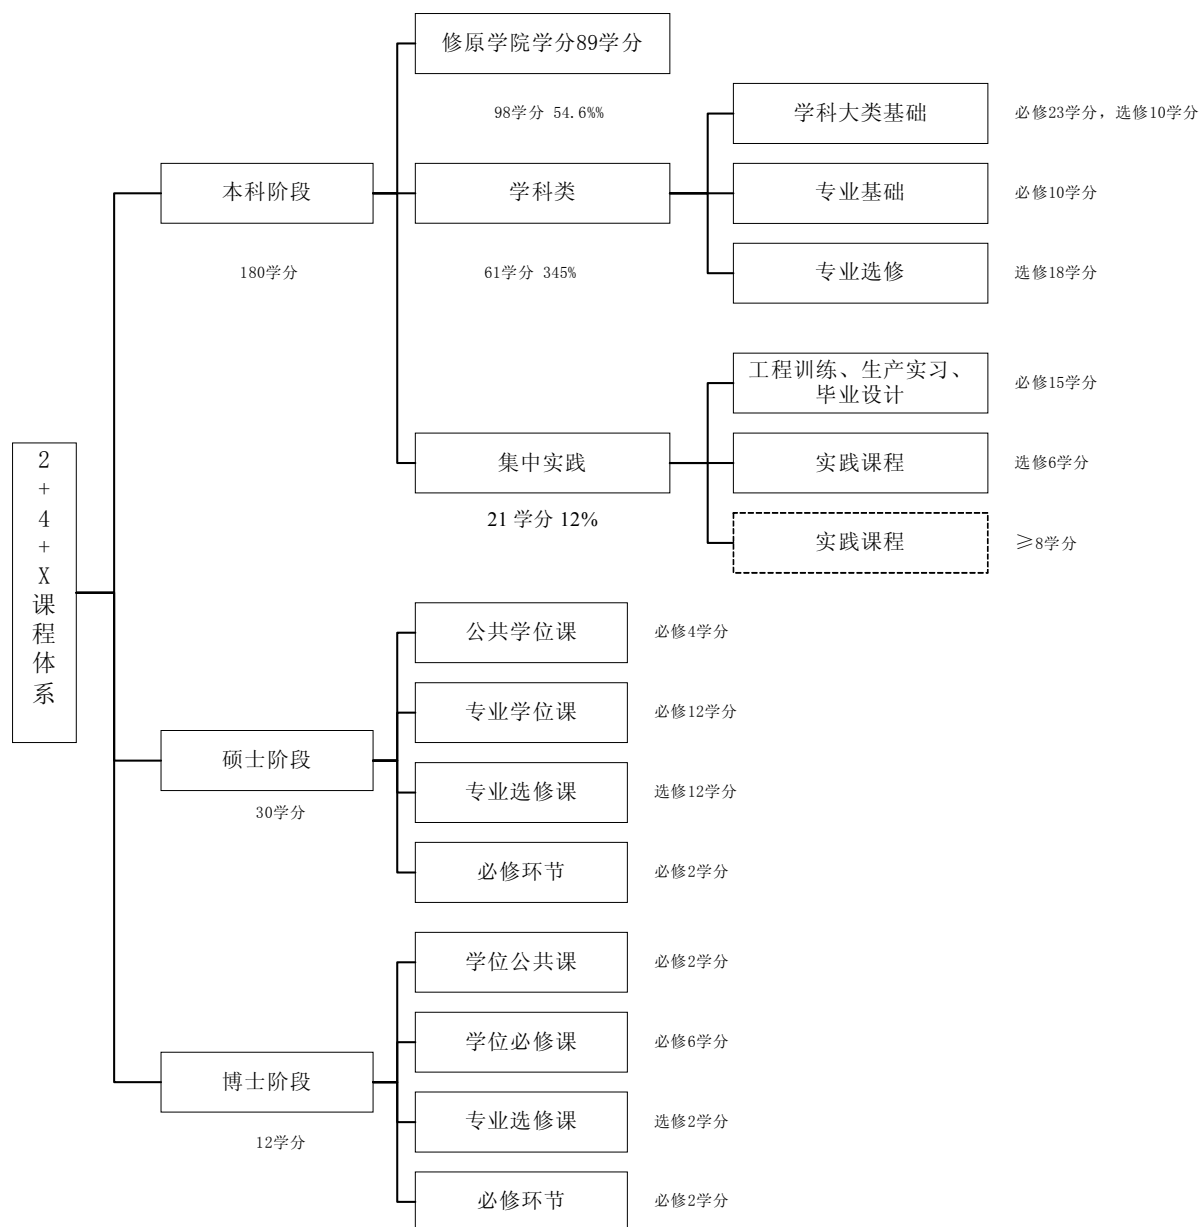 2
+
4
+
X
课
程
体
系
本科阶段
180学分
修原学院学分89学分
98学分 54.6%%
学科类
61学分 345%
学科大类基础
必修23学分，选修10学分
专业基础
必修10学分
专业选修
选修18学分
集中实践
21 学分 12%
工程训练、生产实习、
毕业设计
必修15学分
实践课程
选修6学分
实践课程
≥8学分
硕士阶段
30学分
公共学位课
必修4学分
专业学位课
必修12学分
专业选修课
选修12学分
必修环节
必修2学分
博士阶段
12学分
学位公共课
必修2学分
学位必修课
必修6学分
专业选修课
选修2学分
必修环节
必修2学分